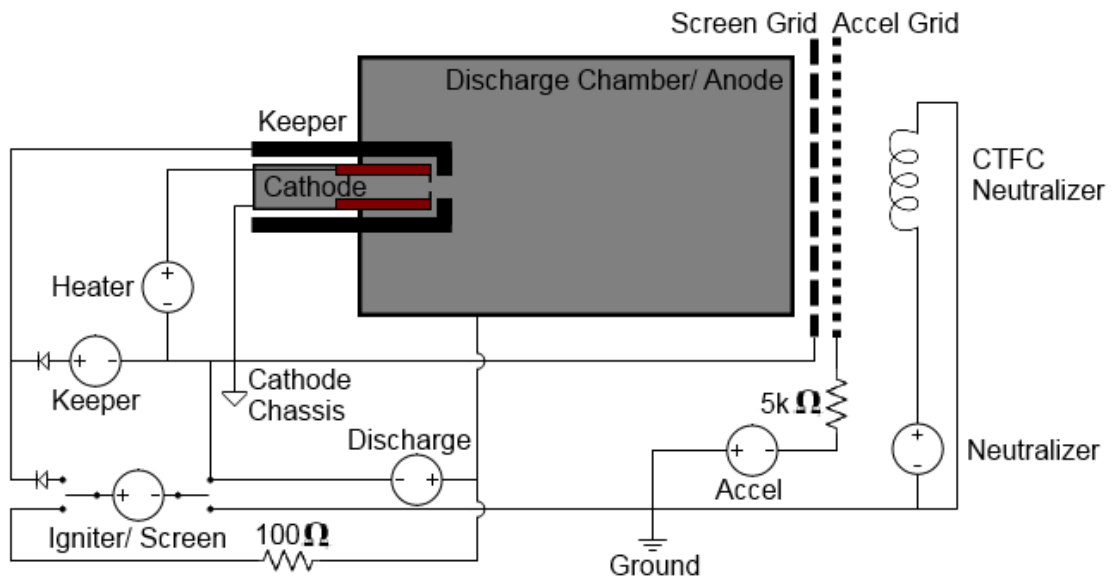 Screen Grid Accel Grid
Discharge Chamber/ Anode
Keeper
Cathode
CTFC
Neutralizer
Heater
+
-
+ -
Keeper
Cathode
Chassis
5k Ω
Discharge
- +
+ -
Accel
+
-
Neutralizer
+ -
Igniter/ Screen
100 Ω
Ground